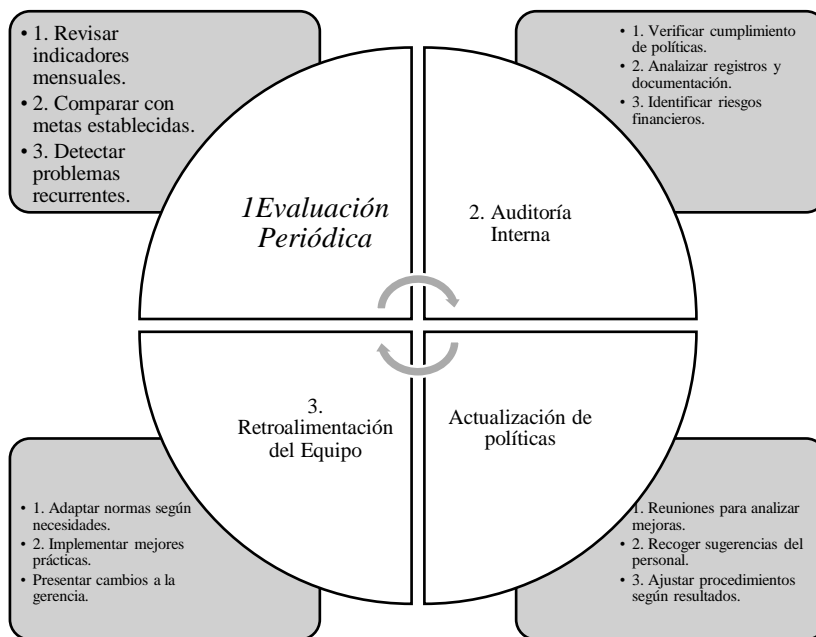 • 1. Revisar
indicadores
mensuales.
• 2. Comparar con
metas establecidas.
• 3. Detectar
problemas
recurrentes.
• 1. Verificar cumplimiento
de políticas.
• 2. Analaizar registros y
documentación.
• 3. Identificar riesgos
financieros.
1Evaluación
Periódica
2. Auditoría
Interna
3.
Retroalimentación
del Equipo
Actualización de
políticas
• 1. Adaptar normas según
necesidades.
• 2. Implementar mejores
prácticas.
• Presentar cambios a la
gerencia.
1. Reuniones para analizar
mejoras.
• 2. Recoger sugerencias del
personal.
• 3. Ajustar procedimientos
según resultados.